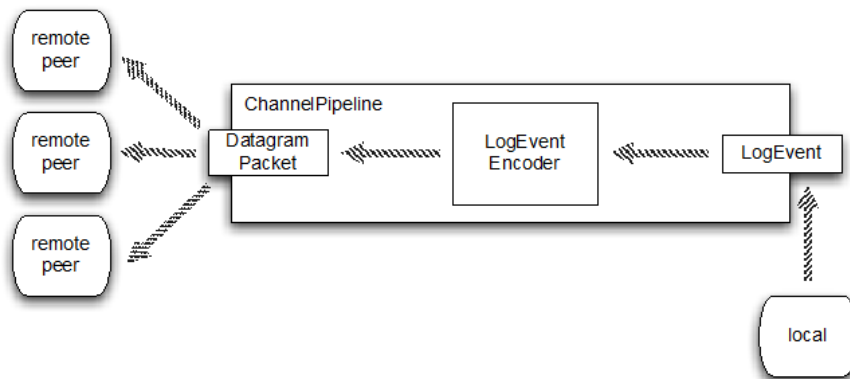 remote
peer
ChannelPipeline
remote
peer
Datagram
Packet
LogEvent
Encoder
LogEvent
remote
peer
local